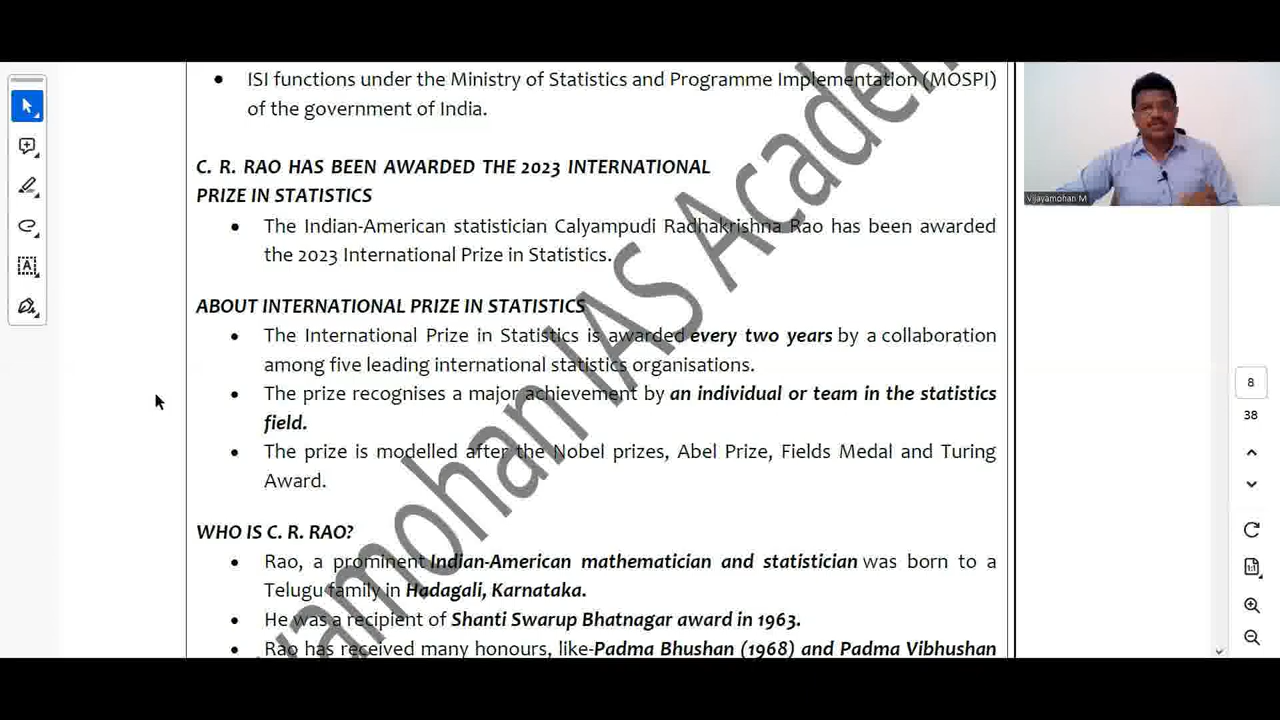 ISI functions under the Ministry of Statistics and Programme Implementation (MOSPI)
of the government of India.
C. R. RAO HAS BEEN AWARDED THE 2023 INTERNATIONAL
PRIZE IN STATISTICS
The Indian-American statistician Calyampudi Radhakrishna Rao has been awarded
the 2023 International Prize in Statistics.
ABOUT INTERNATIONAL PRIZE IN STATISTICS
The International Prize in Statistics is awarded every two years by a collaboration
among five leading international statistics organisations.
The prize recognises a major achievement by an individual or team in the statistics
field.
The prize is modelled after the Nobel prizes, Abel Prize, Fields Medal and Turing
Award.
WHO IS C. R. RAO?
Rao, a prominent Indian-American mathematician and statistician was born to a
Telugu family in Hadagali, Karnataka.
He was a recipient of Shanti Swarup Bhatnagar award in 1963.
Rao has received many honours, like-Padma Bhushan (1968) and Padma Vibhushan
yamohan IAS Academ
Vijayamohan M
8
38
1:1
A